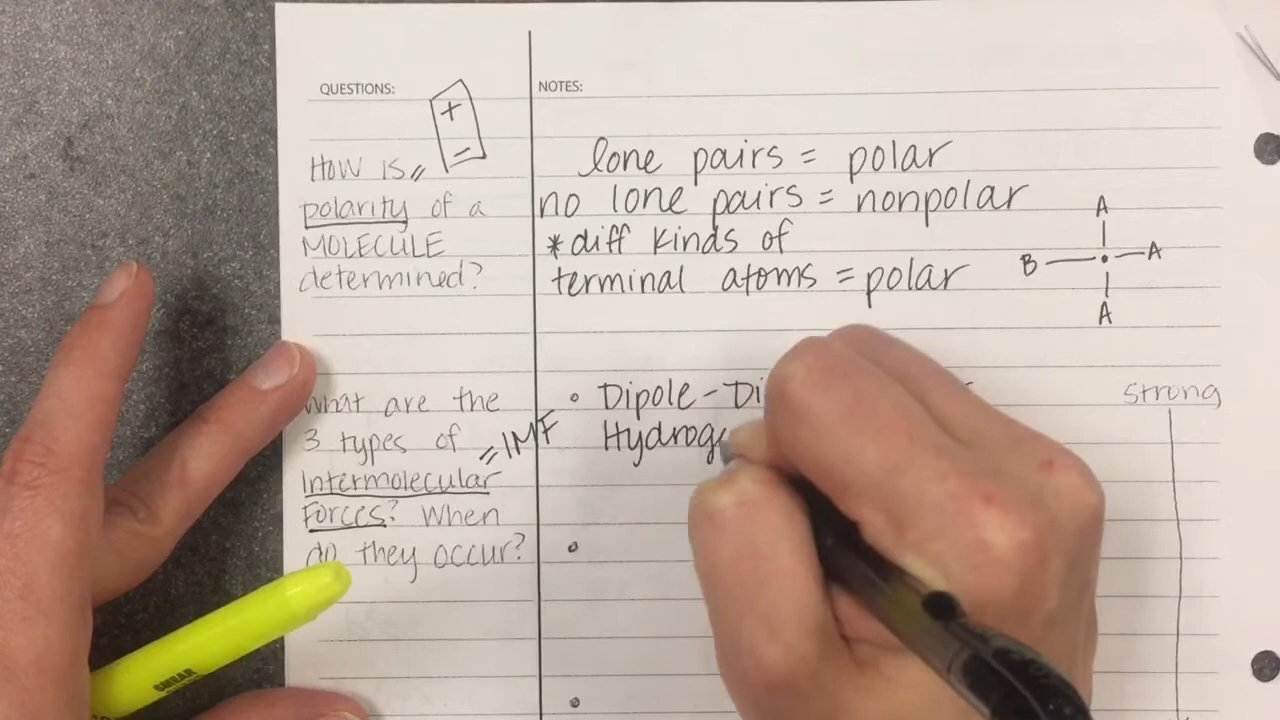 QUESTIONS:
NOTES:
+
–
How is
polarity of a
MOLECULE
determined?
lone pairs = polar
no lone pairs = nonpolar
*diff kinds of
terminal atoms = polar
A
B A
A
What are the
3 types of = IMF
Intermolecular
Forces? When
do they occur?
Dipole-Di
Hydrog
Strong